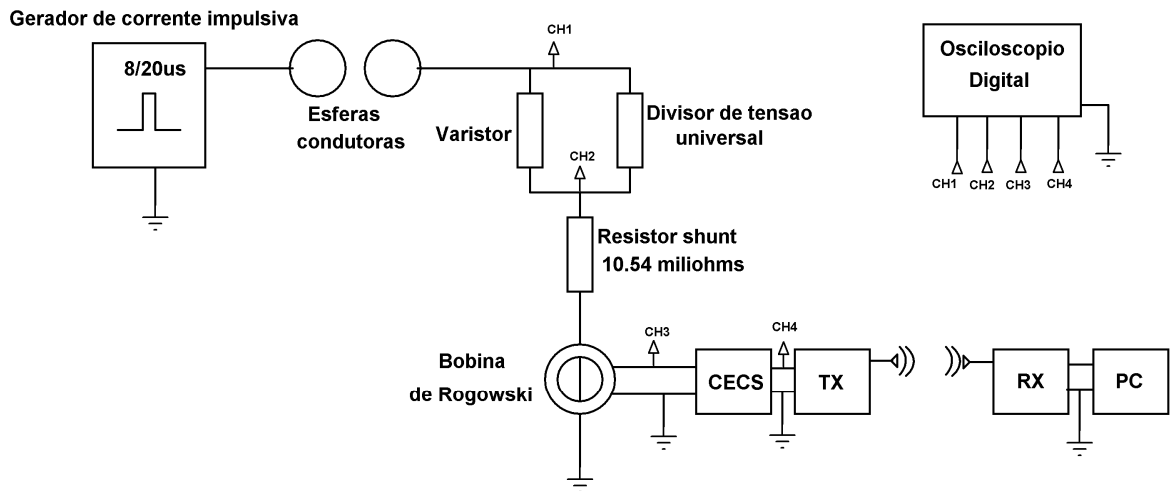 Gerador de corrente impulsiva
8/20us
Esferas
condutoras
CH1
Varistor
Divisor de tensao
universal
CH2
Resistor shunt
10.54 miliohms
Bobina
de Rogowski
CH3
CECS
CH4
TX
RX
PC
Osciloscopio
Digital
CH1 CH2 CH3 CH4